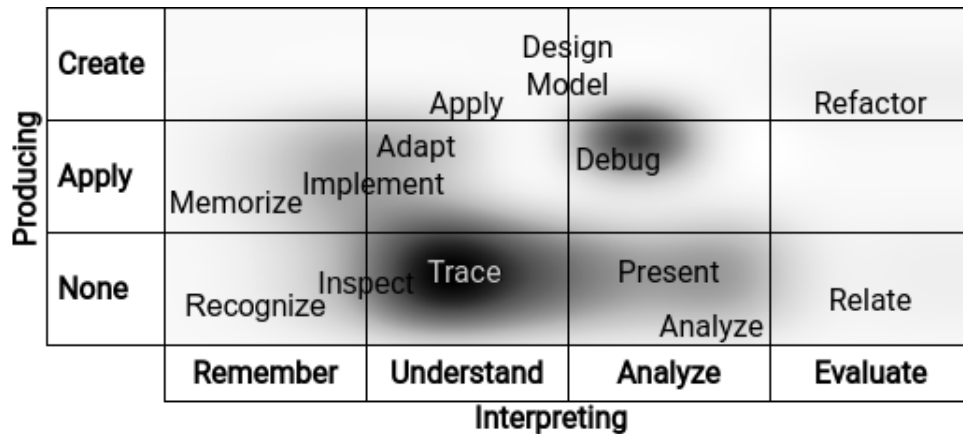 Producing
Create
Design
Model
Apply
Refactor
Apply
Adapt
Debug
Implement
Memorize
None
Trace
Present
Inspect
Recognize
Relate
Analyze
Remember
Understand
Analyze
Evaluate
Interpreting